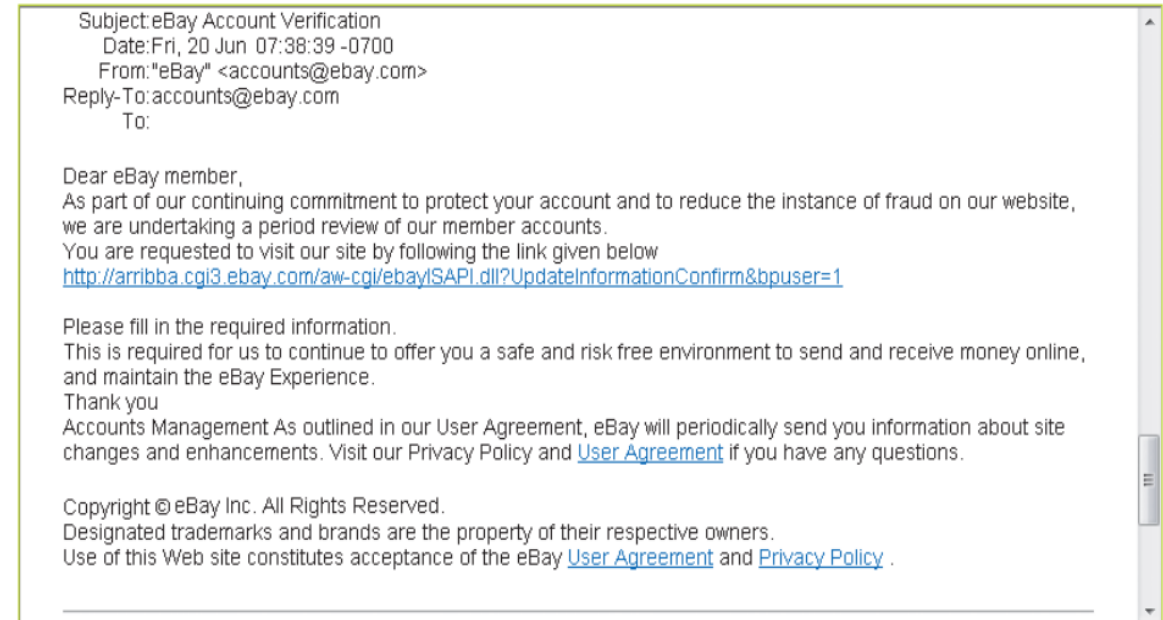 Subject:eBay Account Verification
Date:Fri, 20 Jun 07:38:39 -0700
From:"eBay" <accounts@ebay.com>
Reply-To:accounts@ebay.com
To:
Dear eBay member,
As part of our continuing commitment to protect your account and to reduce the instance of fraud on our website,
we are undertaking a period review of our member accounts.
You are requested to visit our site by following the link given below
http://arribba.cgi3.ebay.com/aw-cgi/ebayISAPI.dll?UpdateInformationConfirm&bpuser=1
Please fill in the required information.
This is required for us to continue to offer you a safe and risk free environment to send and receive money online,
and maintain the eBay Experience.
Thank you
Accounts Management As outlined in our User Agreement, eBay will periodically send you information about site
changes and enhancements. Visit our Privacy Policy and User Agreement if you have any questions.
Copyright © eBay Inc. All Rights Reserved.
Designated trademarks and brands are the property of their respective owners.
Use of this Web site constitutes acceptance of the eBay User Agreement and Privacy Policy .